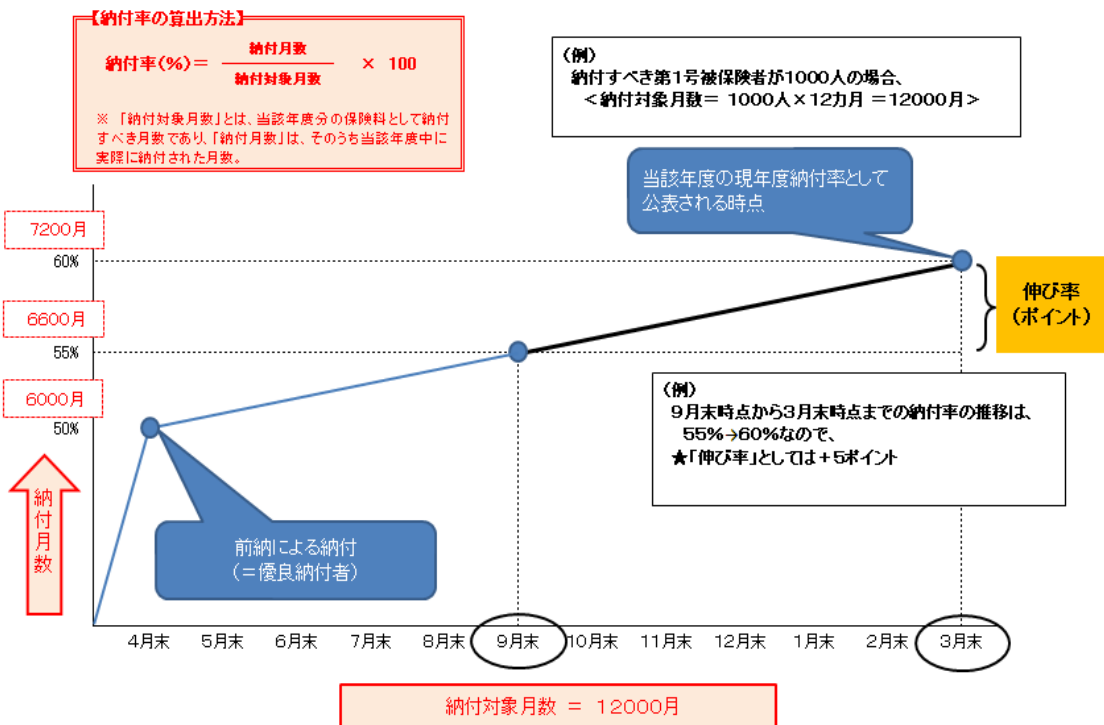 【納付率の算出方法】
納付率(%)= 納付月数 / 納付対象月数 × 100
※ 「納付対象月数」とは、当該年度分の保険料として納付
すべき月数であり、「納付月数」は、そのうち当該年度中に
実際に納付された月数。
(例)
納付すべき第1号被保険者が1000人の場合、
<納付対象月数= 1000人×12カ月 =12000月>
当該年度の現年度納付率として
公表される時点
7200月
60%
6600月
55%
6000月
50%
伸び率
(ポイント)
(例)
9月末時点から3月末時点までの納付率の推移は、
55%→60%なので、
★「伸び率」としては+5ポイント
納付月数
前納による納付
(=優良納付者)
4月末 5月末 6月末 7月末 8月末 9月末 10月末 11月末 12月末 1月末 2月末 3月末
納付対象月数 = 12000月